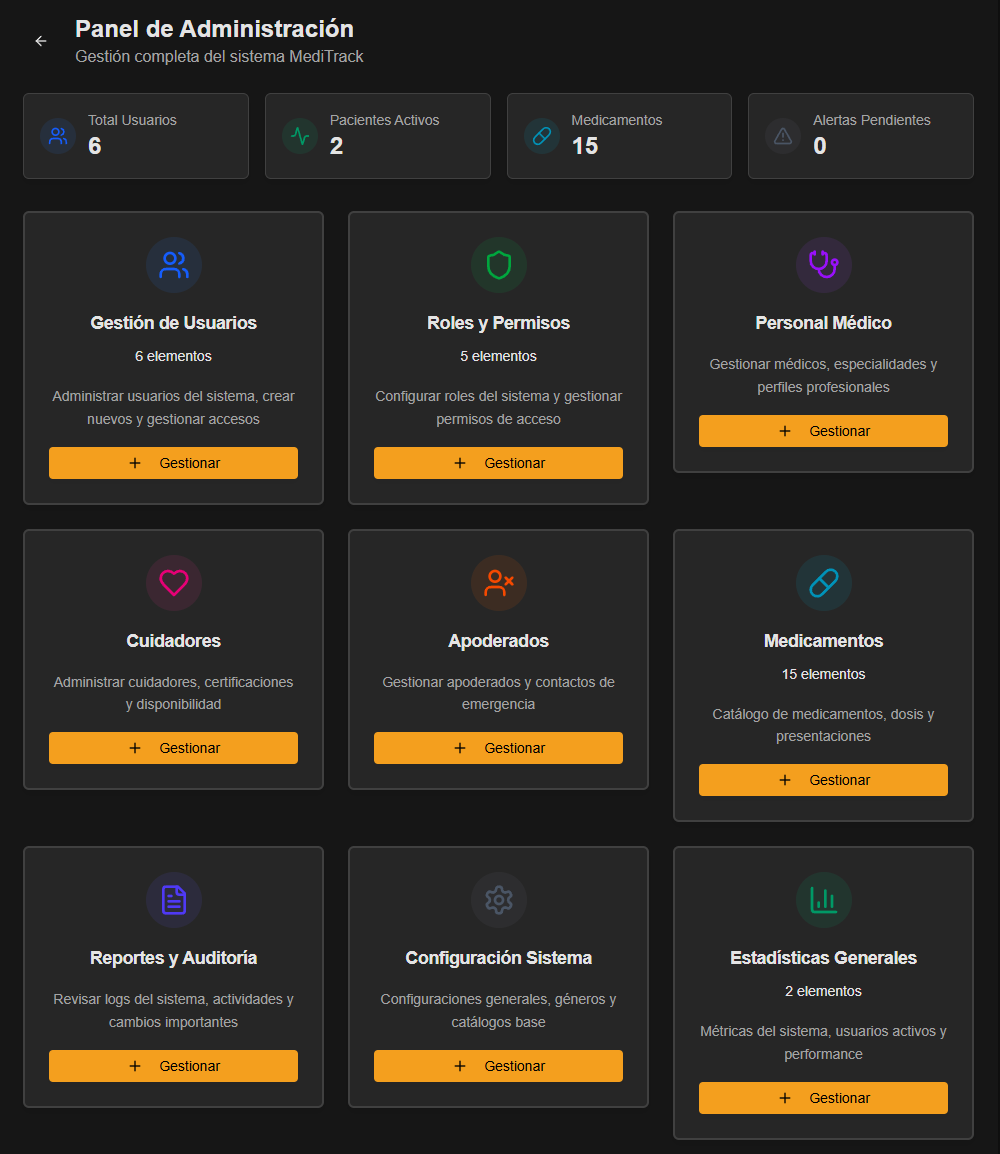 Panel de Administración
Gestión completa del sistema MediTrack
Total Usuarios
6
Pacientes Activos
2
Medicamentos
15
Alertas Pendientes
0
Gestión de Usuarios
6 elementos
Administrar usuarios del sistema, crear
nuevos y gestionar accesos
Gestionar
Roles y Permisos
5 elementos
Configurar roles del sistema y gestionar
permisos de acceso
Gestionar
Personal Médico
Gestionar médicos, especialidades y
perfiles profesionales
Gestionar
Cuidadores
Administrar cuidadores, certificaciones
y disponibilidad
Gestionar
Apoderados
Gestionar apoderados y contactos de
emergencia
Gestionar
Medicamentos
15 elementos
Catálogo de medicamentos, dosis y
presentaciones
Gestionar
Reportes y Auditoría
Revisar logs del sistema, actividades y
cambios importantes
Gestionar
Configuración Sistema
Configuraciones generales, géneros y
catálogos base
Gestionar
Estadísticas Generales
2 elementos
Métricas del sistema, usuarios activos y
performance
Gestionar